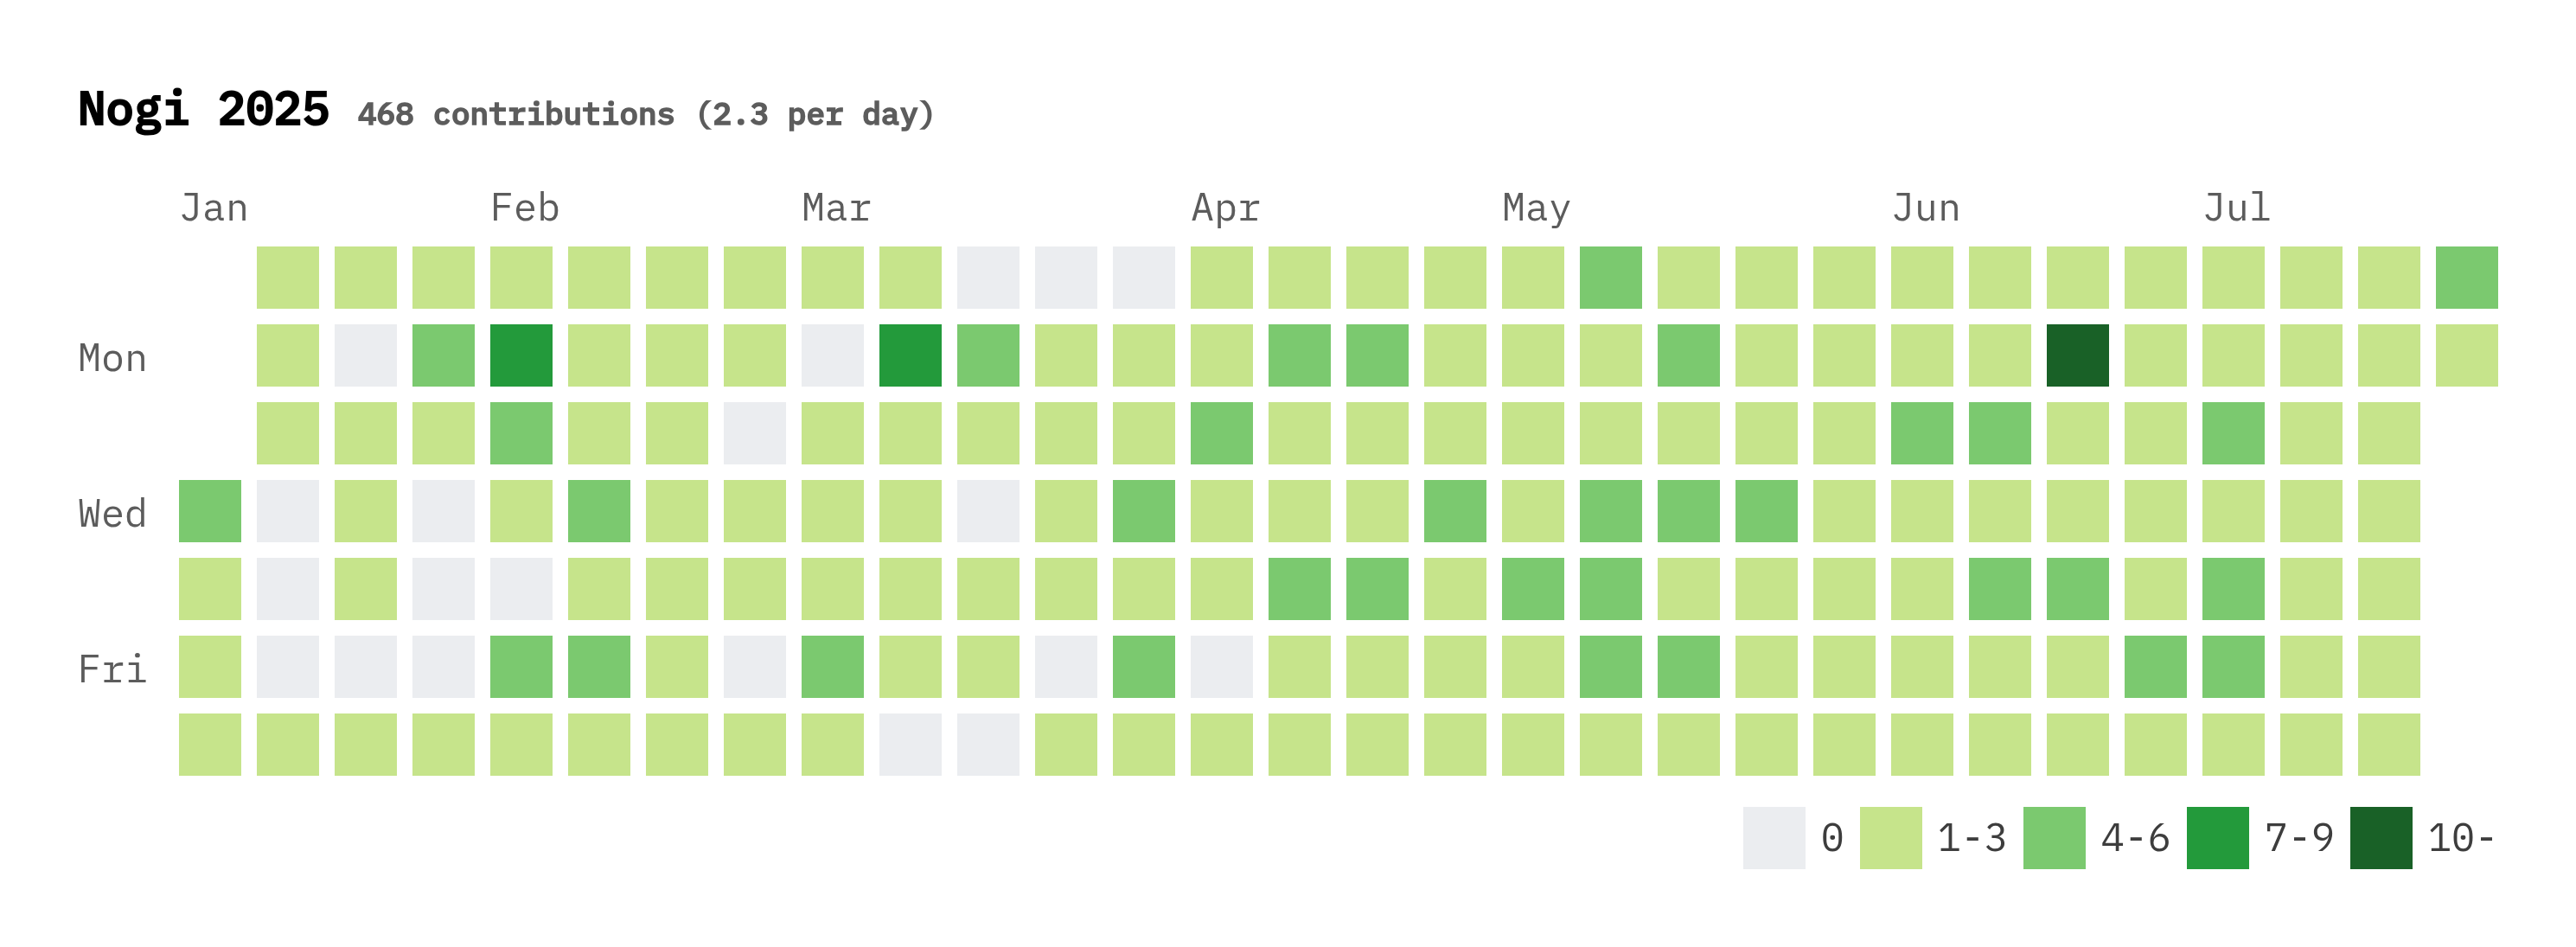 Nogi 2025 468 contributions (2.3 per day)
Jan Feb Mar Apr May Jun Jul
Mon
Wed
Fri
0 1-3 4-6 7-9 10-